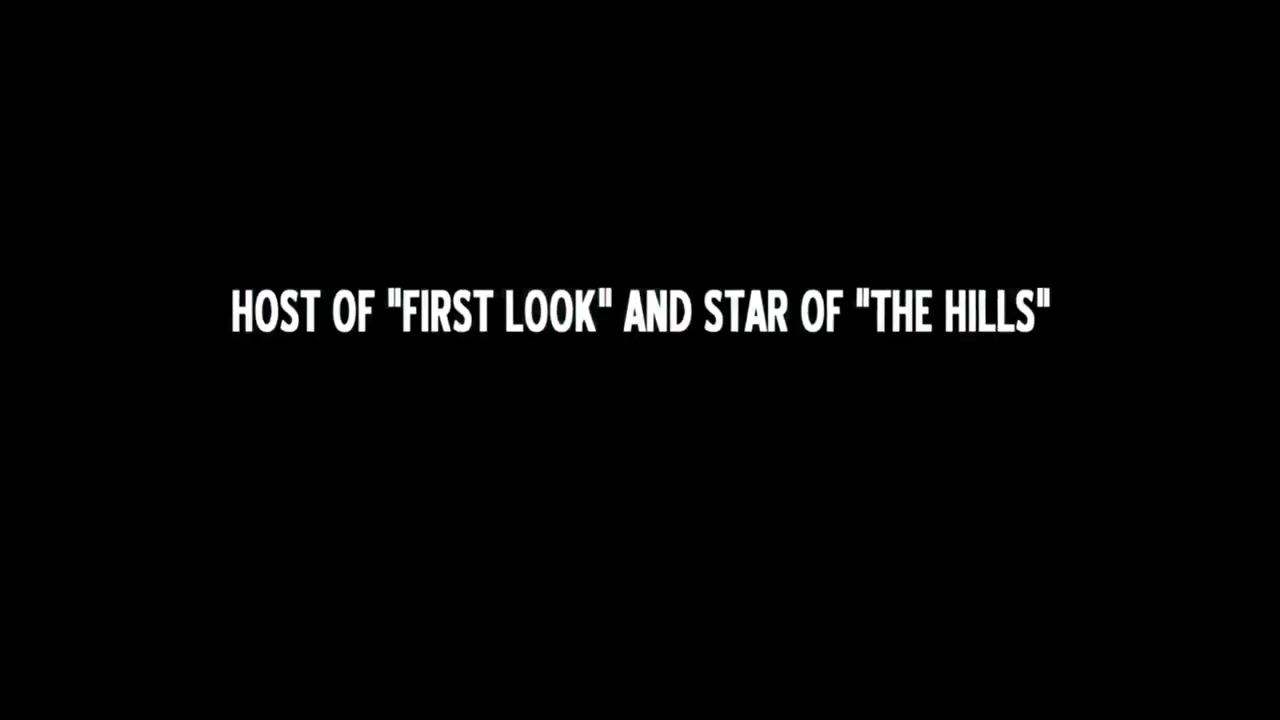 HOST OF "FIRST LOOK" AND STAR OF "THE HILLS"